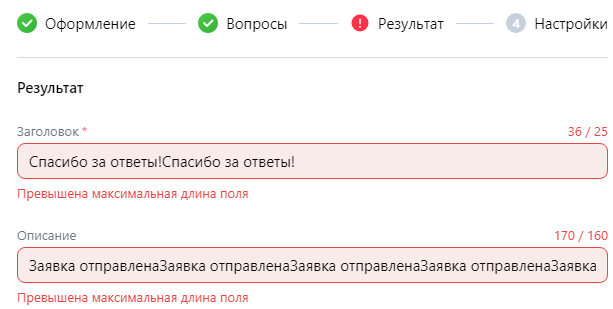 Оформление Вопросы ! Результат 4 Настройки
Результат
Заголовок * 36 / 25
Спасибо за ответы!Спасибо за ответы!
Превышена максимальная длина поля
Описание 170 / 160
Заявка отправленаЗаявка отправленаЗаявка отправленаЗаявка отправленаЗаявка
Превышена максимальная длина поля